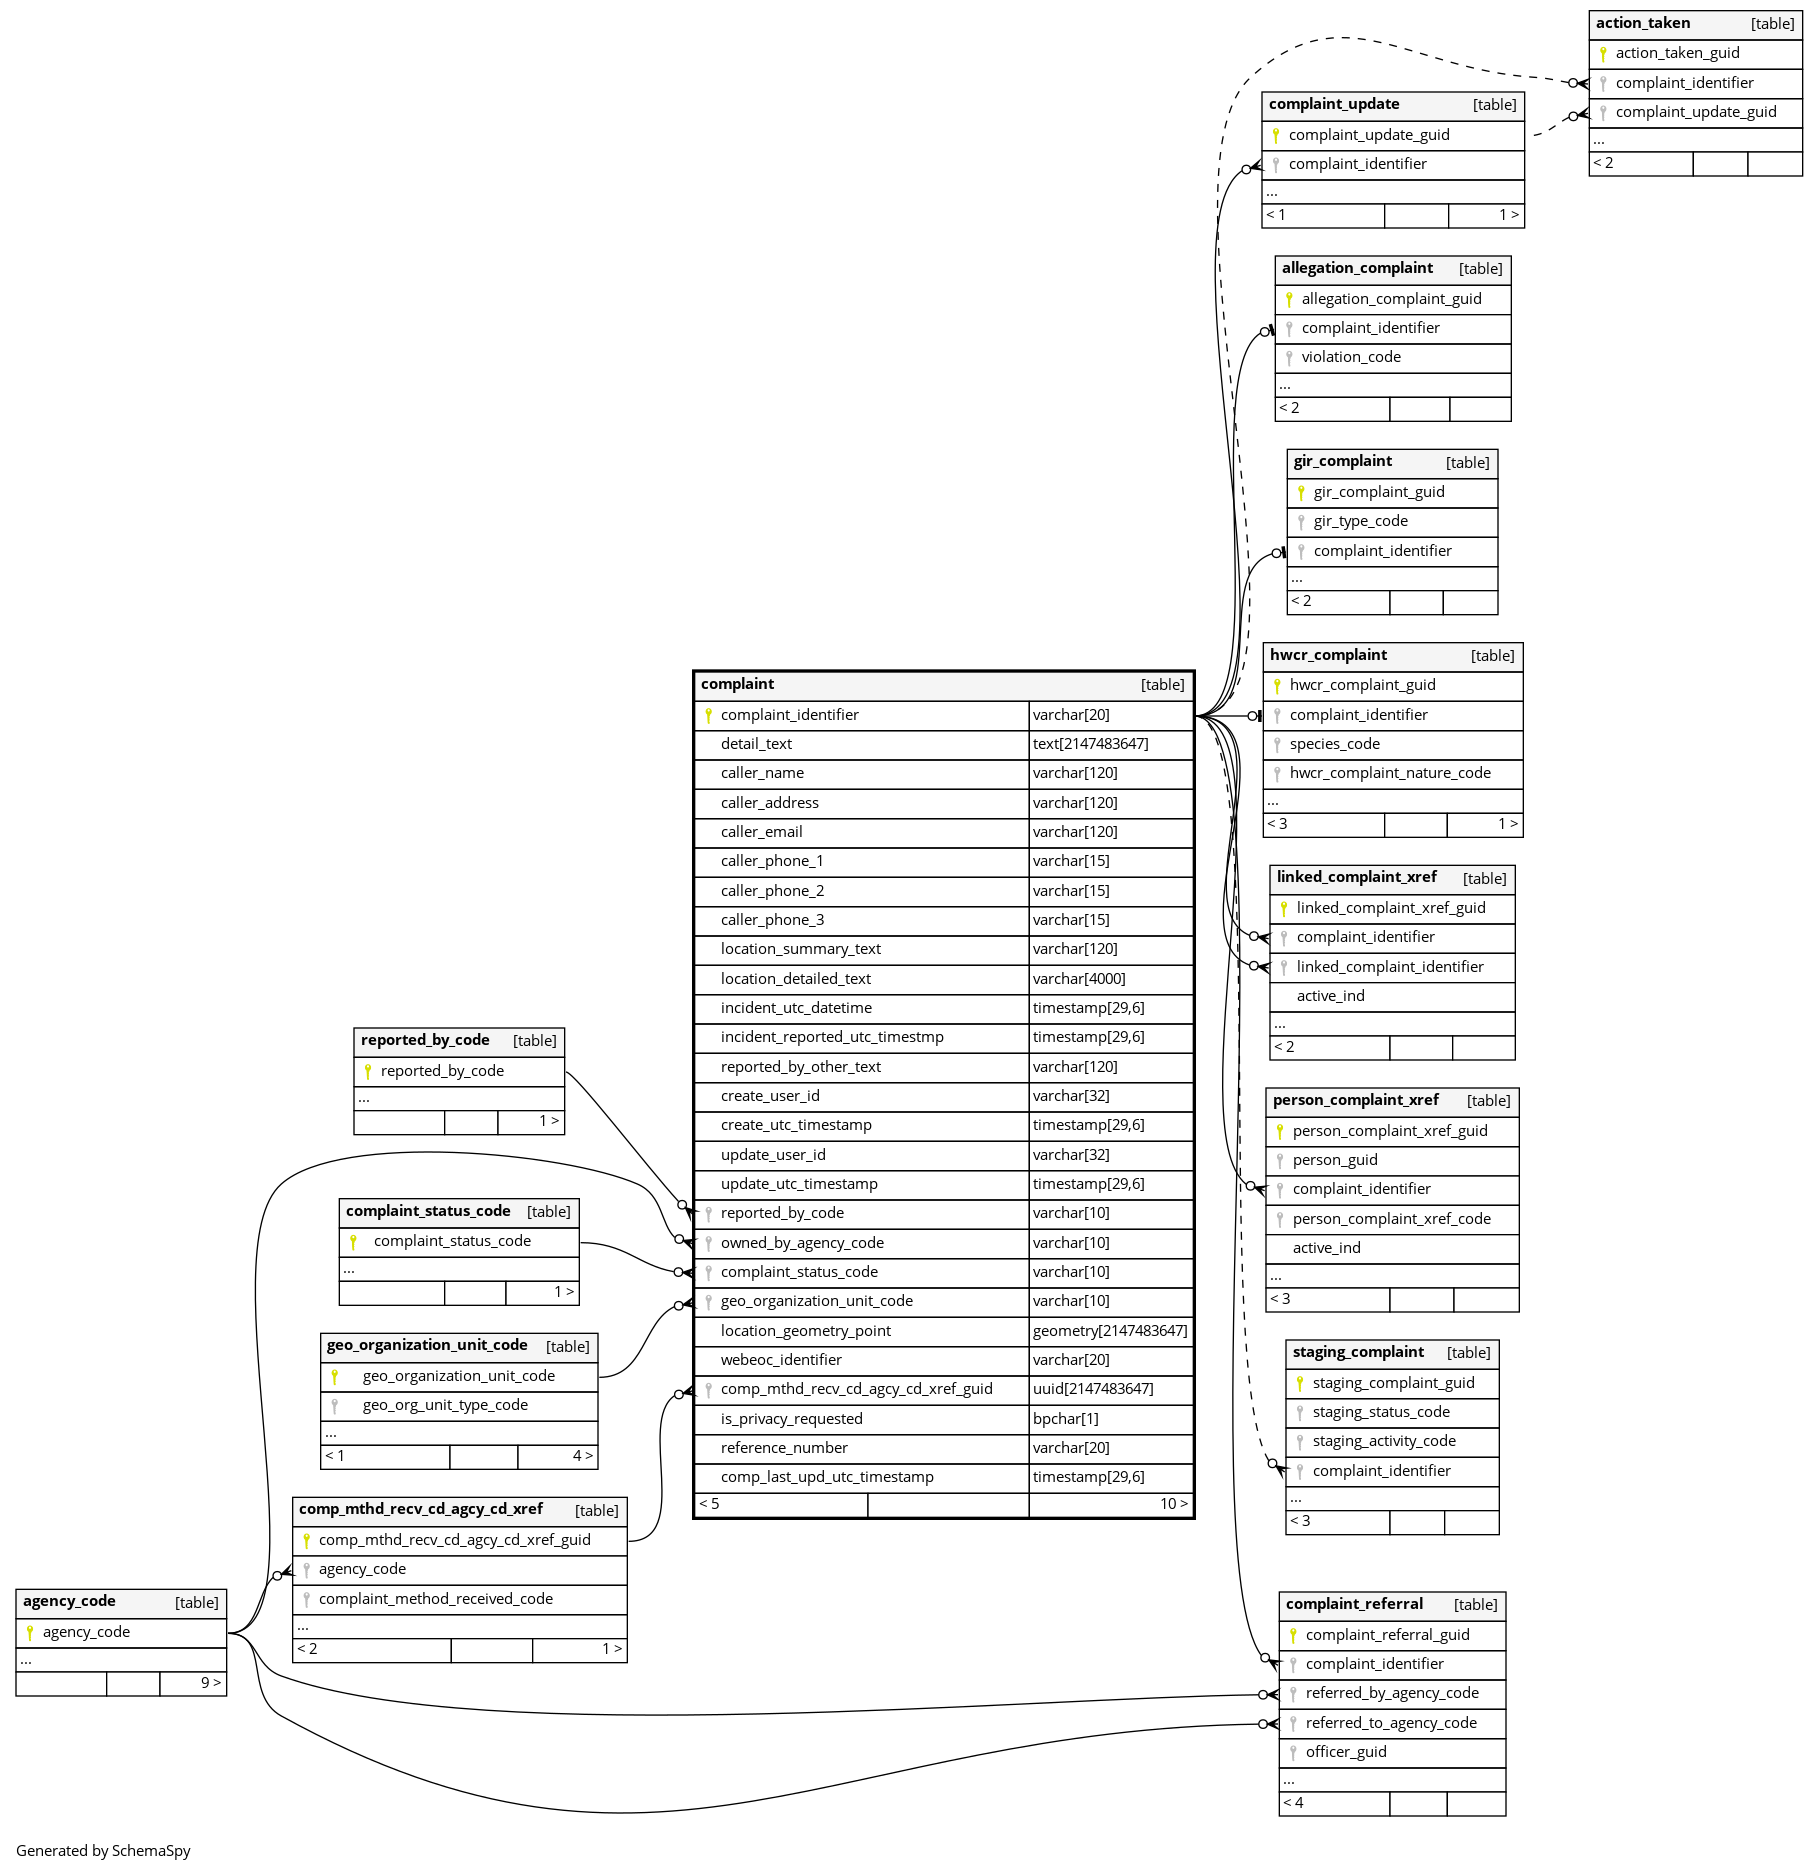 action_taken [table]
action_taken_guid
complaint_identifier
complaint_update_guid
...
< 2
complaint_update [table]
complaint_update_guid
complaint_identifier
...
< 1 1 >
allegation_complaint [table]
allegation_complaint_guid
complaint_identifier
violation_code
...
< 2
gir_complaint [table]
gir_complaint_guid
gir_type_code
complaint_identifier
...
< 2
hwcr_complaint [table]
hwcr_complaint_guid
complaint_identifier
species_code
hwcr_complaint_nature_code
...
< 3 1 >
linked_complaint_xref [table]
linked_complaint_xref_guid
complaint_identifier
linked_complaint_identifier
active_ind
...
< 2
person_complaint_xref [table]
person_complaint_xref_guid
person_guid
complaint_identifier
person_complaint_xref_code
active_ind
...
< 3
staging_complaint [table]
staging_complaint_guid
staging_status_code
staging_activity_code
complaint_identifier
...
< 3
complaint_referral [table]
complaint_referral_guid
complaint_identifier
referred_by_agency_code
referred_to_agency_code
officer_guid
...
< 4
complaint [table]
complaint_identifier varchar[20]
detail_text text[2147483647]
caller_name varchar[120]
caller_address varchar[120]
caller_email varchar[120]
caller_phone_1 varchar[15]
caller_phone_2 varchar[15]
caller_phone_3 varchar[15]
location_summary_text varchar[120]
location_detailed_text varchar[4000]
incident_utc_datetime timestamp[29,6]
incident_reported_utc_timestmp timestamp[29,6]
reported_by_other_text varchar[120]
create_user_id varchar[32]
create_utc_timestamp timestamp[29,6]
update_user_id varchar[32]
update_utc_timestamp timestamp[29,6]
reported_by_code varchar[10]
owned_by_agency_code varchar[10]
complaint_status_code varchar[10]
geo_organization_unit_code varchar[10]
location_geometry_point geometry[2147483647]
webeoc_identifier varchar[20]
comp_mthd_recv_cd_agcy_cd_xref_guid uuid[2147483647]
is_privacy_requested bpchar[1]
reference_number varchar[20]
comp_last_upd_utc_timestamp timestamp[29,6]
< 5 10 >
reported_by_code [table]
reported_by_code
...
1 >
complaint_status_code [table]
complaint_status_code
...
1 >
geo_organization_unit_code [table]
geo_organization_unit_code
geo_org_unit_type_code
...
< 1 4 >
comp_mthd_recv_cd_agcy_cd_xref [table]
comp_mthd_recv_cd_agcy_cd_xref_guid
agency_code
complaint_method_received_code
...
< 2 1 >
agency_code [table]
agency_code
...
9 >
Generated by SchemaSpy